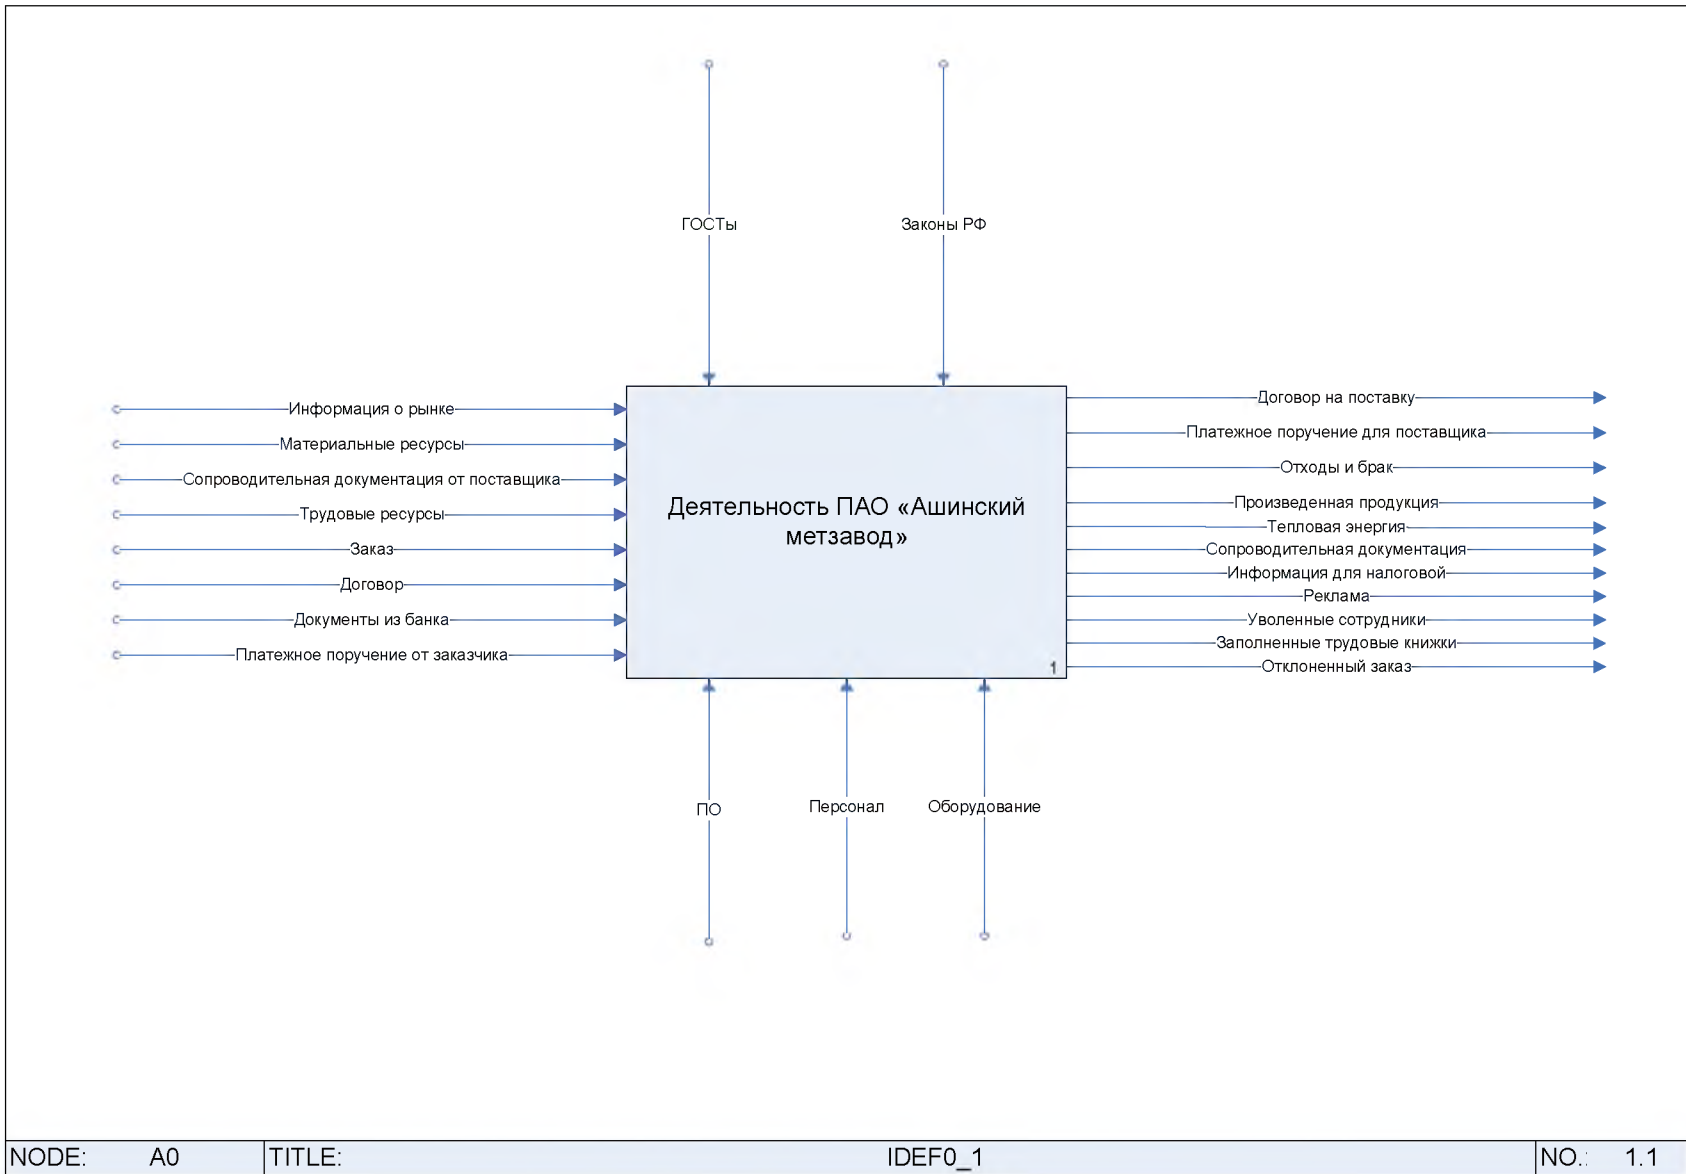 ГОСТы
Законы РФ
Информация о рынке
Материальные ресурсы
Сопроводительная документация от поставщика
Трудовые ресурсы
Заказ
Договор
Документы из банка
Платежное поручение от заказчика
Деятельность ПАО «Ашинский
метзавод»
1
Договор на поставку
Платежное поручение для поставщика
Отходы и брак
Произведенная продукция
Тепловая энергия
Сопроводительная документация
Информация для налоговой
Реклама
Уволенные сотрудники
Заполненные трудовые книжки
Отклоненный заказ
ПО
Персонал
Оборудование
NODE: A0 TITLE: IDEF0_1 NO.: 1.1